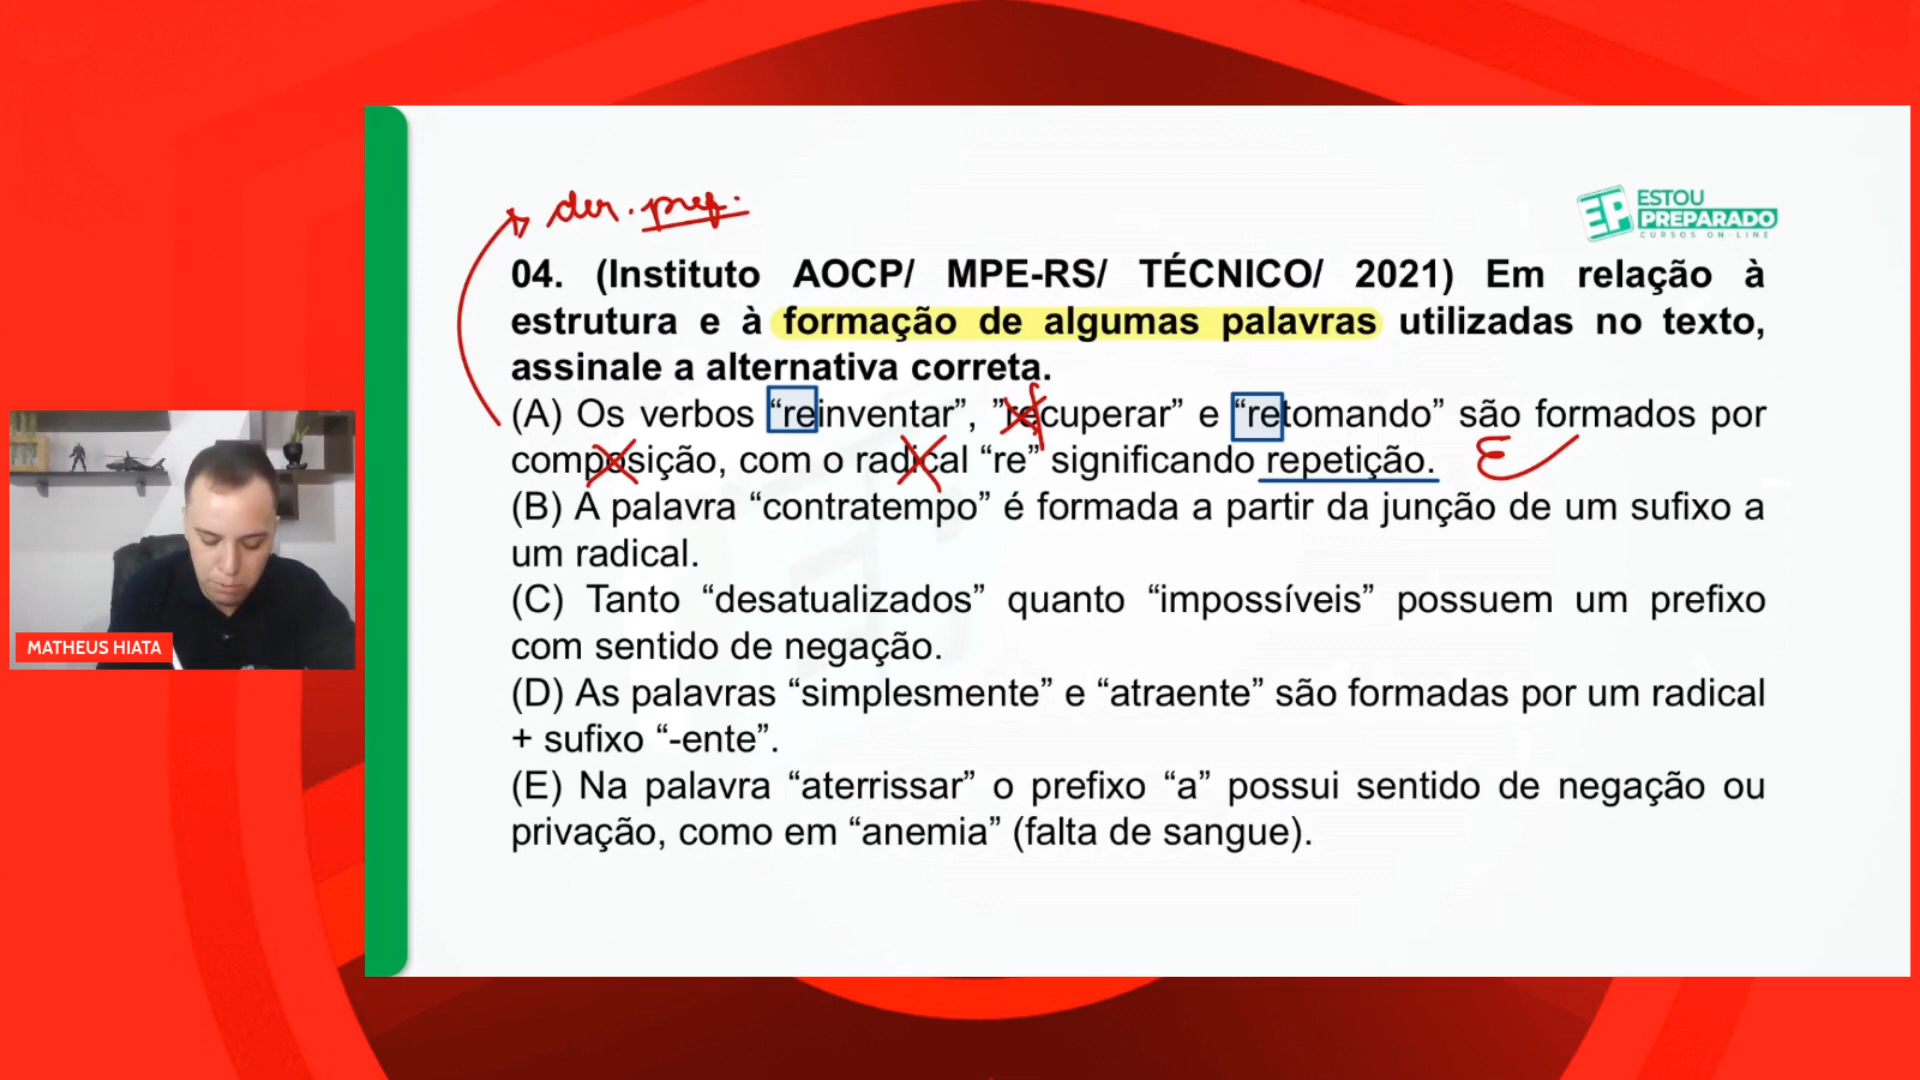 der. pref.
ESTOU
PREPARADO
CURSOS ON-LINE
04. (Instituto AOCP/ MPE-RS/ TÉCNICO/ 2021) Em relação à
estrutura e à formação de algumas palavras utilizadas no texto,
assinale a alternativa correta.
(A) Os verbos “reinventar”, ”recuperar” e “retomando” são formados por
composição, com o radical “re” significando repetição. E
(B) A palavra “contratempo” é formada a partir da junção de um sufixo a
um radical.
(C) Tanto “desatualizados” quanto “impossíveis” possuem um prefixo
com sentido de negação.
(D) As palavras “simplesmente” e “atraente” são formadas por um radical
+ sufixo “-ente”.
(E) Na palavra “aterrissar” o prefixo “a” possui sentido de negação ou
privação, como em “anemia” (falta de sangue).
MATHEUS HIATA